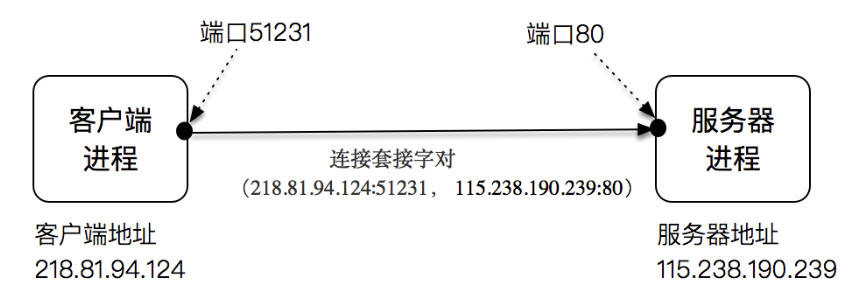 端口51231
端口80
客户端
进程
服务器
进程
连接套接字对
（218.81.94.124:51231， 115.238.190.239:80）
客户端地址
218.81.94.124
服务器地址
115.238.190.239